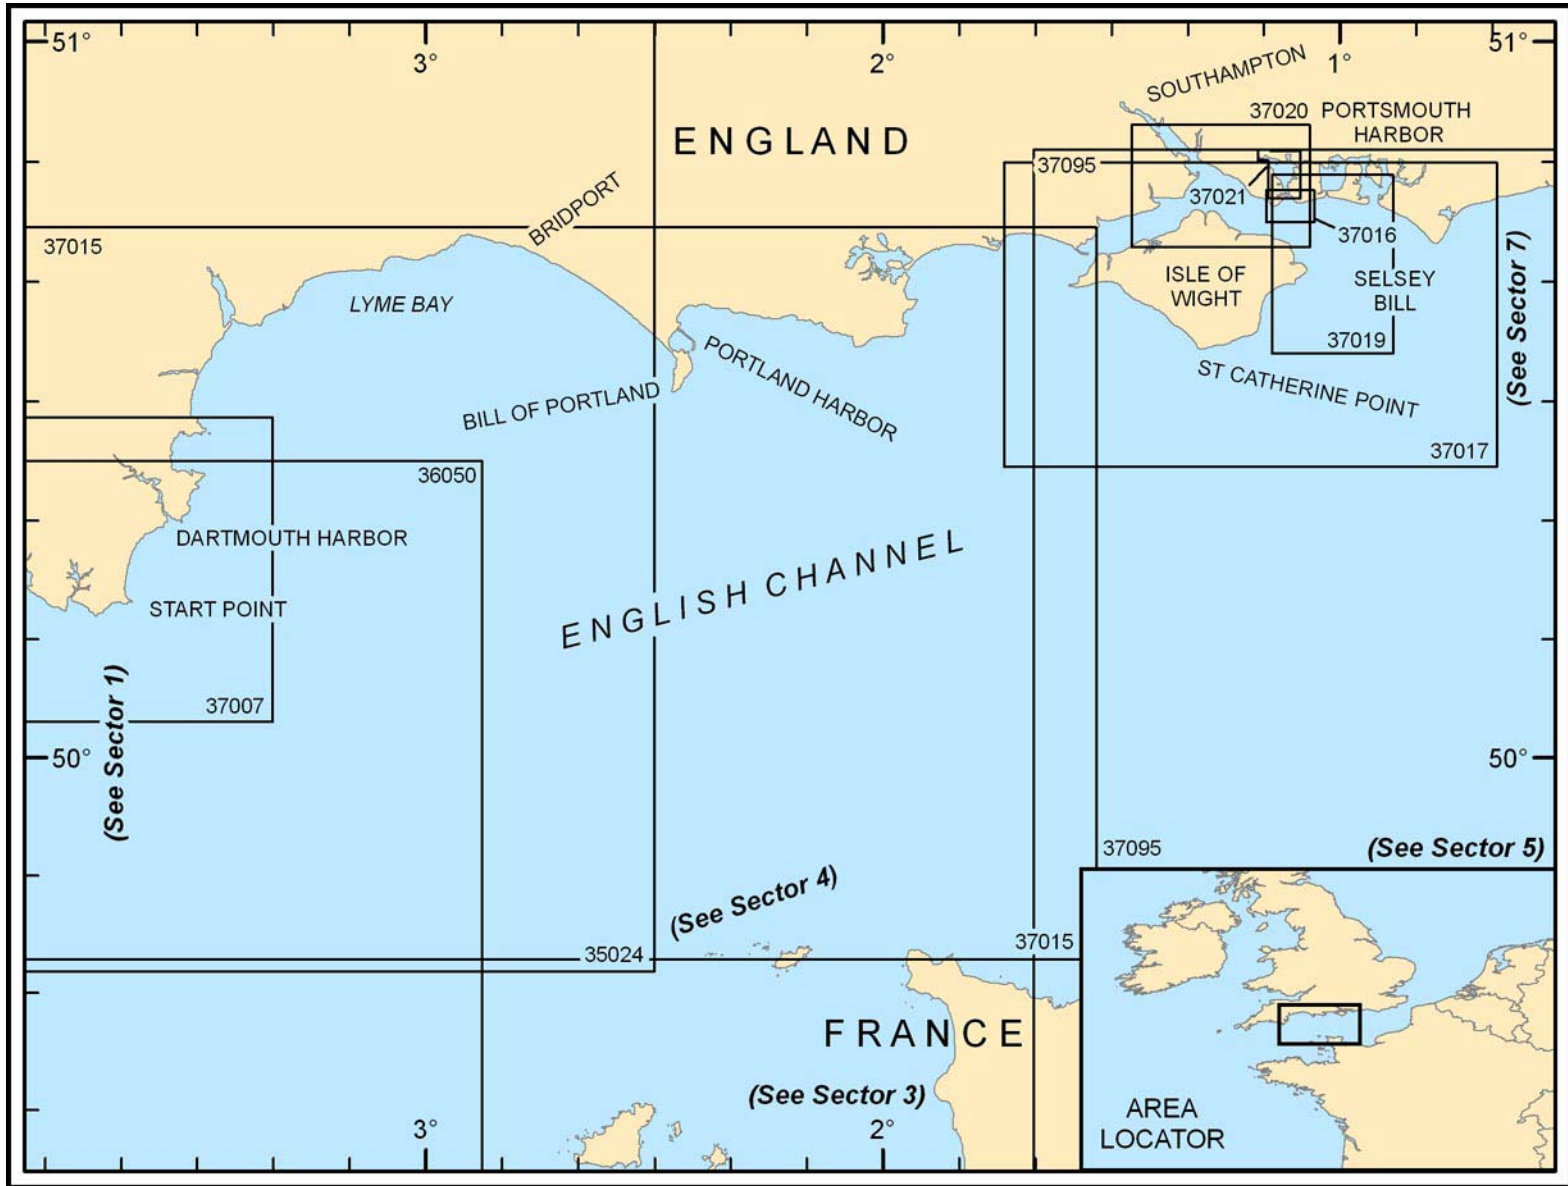 51°
3°
2°
1°
51°
SOUTHAMPTON
37020
PORTSMOUTH
HARBOR
ENGLAND
37095
37021
37016
BRIDPORT
37015
LYME BAY
ISLE OF
WIGHT
SELSEY
BILL
(See Sector 7)
37019
ST CATHERINE POINT
PORTLAND HARBOR
BILL OF PORTLAND
37017
36050
DARTMOUTH HARBOR
ENGLISH CHANNEL
START POINT
37007
(See Sector 1)
50°
50°
37095
(See Sector 5)
(See Sector 4)
37015
35024
FRANCE
(See Sector 3)
3°
2°
AREA
LOCATOR